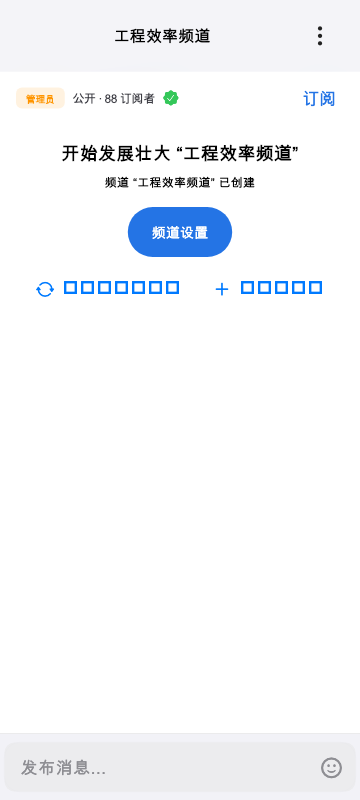 工程效率频道
管理员 公开 · 88 订阅者 订阅
开始发展壮大 “工程效率频道”
频道 “工程效率频道” 已创建
频道设置
发布消息...